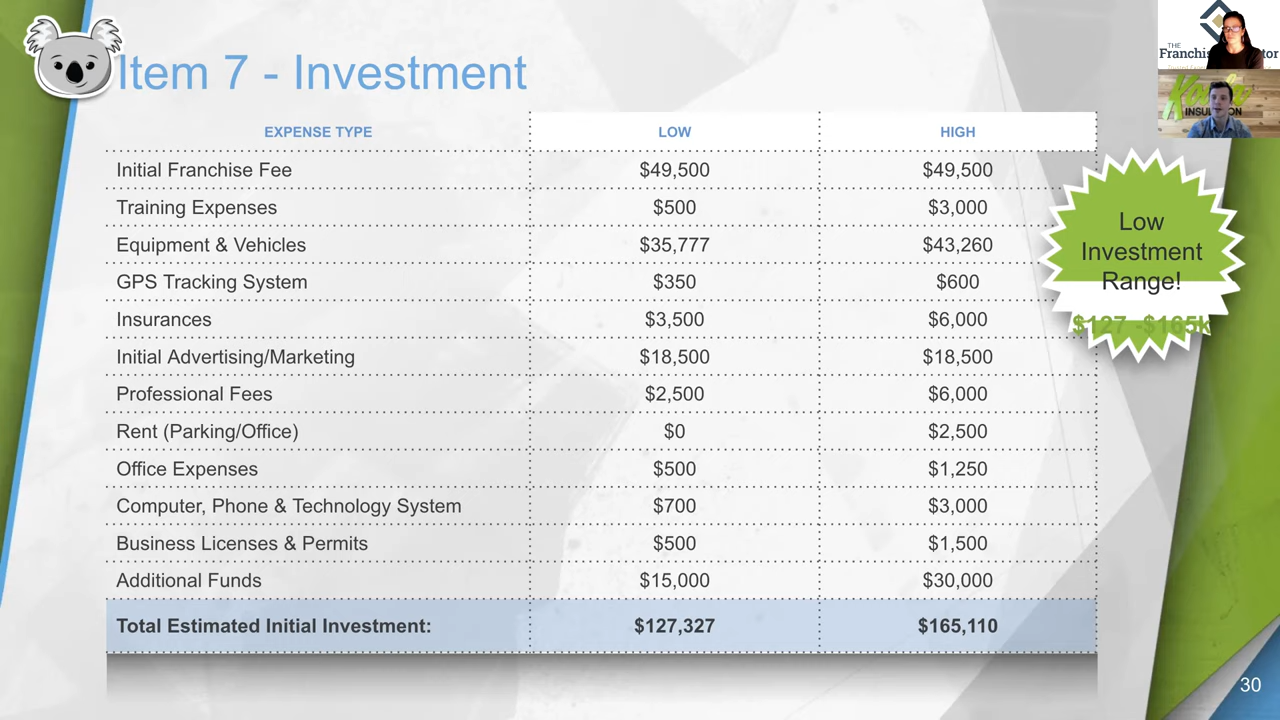 Item 7 - Investment
THE
EXPENSE TYPE LOW HIGH
Initial Franchise Fee $49,500 $49,500
Training Expenses $500 $3,000
Equipment & Vehicles $35,777 $43,260
GPS Tracking System $350 $600
Insurances $3,500 $6,000
Initial Advertising/Marketing $18,500 $18,500
Professional Fees $2,500 $6,000
Rent (Parking/Office) $0 $2,500
Office Expenses $500 $1,250
Computer, Phone & Technology System $700 $3,000
Business Licenses & Permits $500 $1,500
Additional Funds $15,000 $30,000
Total Estimated Initial Investment: $127,327 $165,110
Low
Investment
Range!
$127 -$165k
30